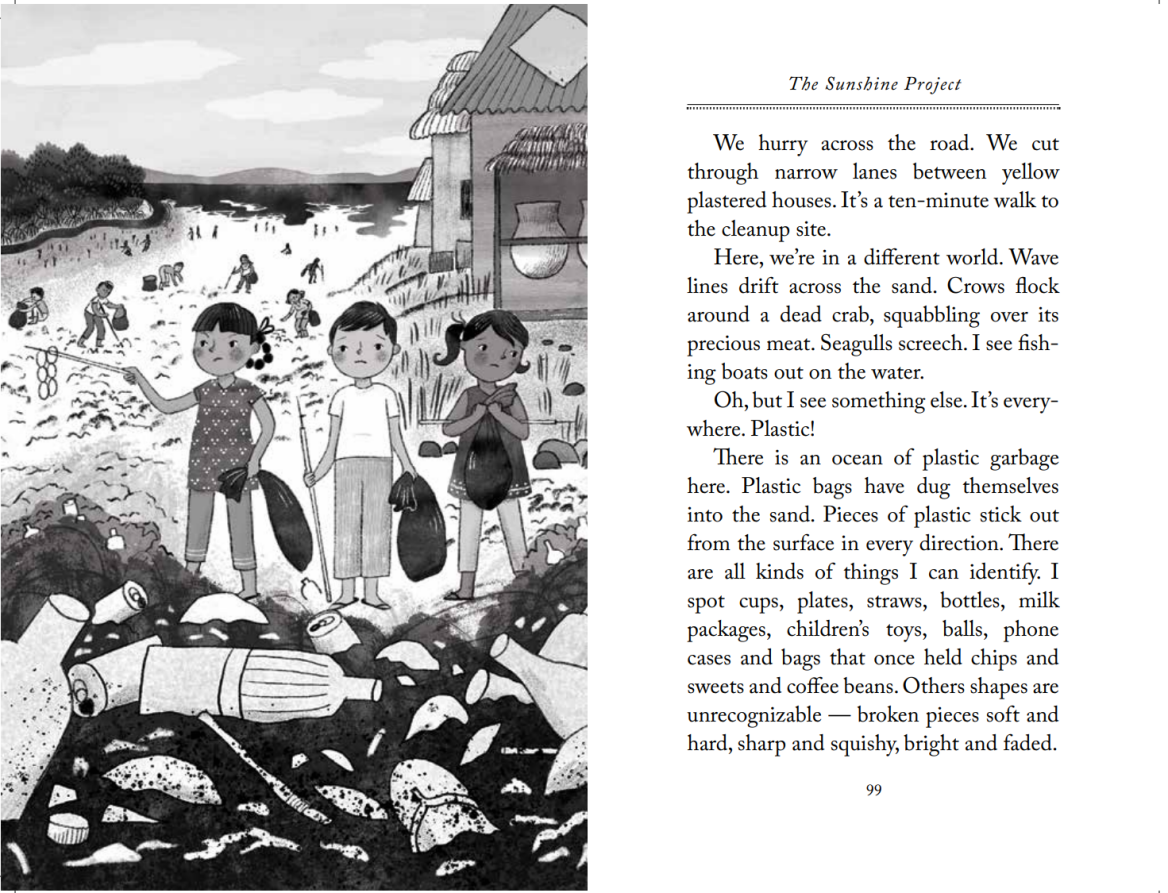 The Sunshine Project
We hurry across the road. We cut
through narrow lanes between yellow
plastered houses. It’s a ten-minute walk to
the cleanup site.
Here, we’re in a different world. Wave
lines drift across the sand. Crows flock
around a dead crab, squabbling over its
precious meat. Seagulls screech. I see fish-
ing boats out on the water.
Oh, but I see something else. It’s every-
where. Plastic!
There is an ocean of plastic garbage
here. Plastic bags have dug themselves
into the sand. Pieces of plastic stick out
from the surface in every direction. There
are all kinds of things I can identify. I
spot cups, plates, straws, bottles, milk
packages, children’s toys, balls, phone
cases and bags that once held chips and
sweets and coffee beans. Others shapes are
unrecognizable — broken pieces soft and
hard, sharp and squishy, bright and faded.
99